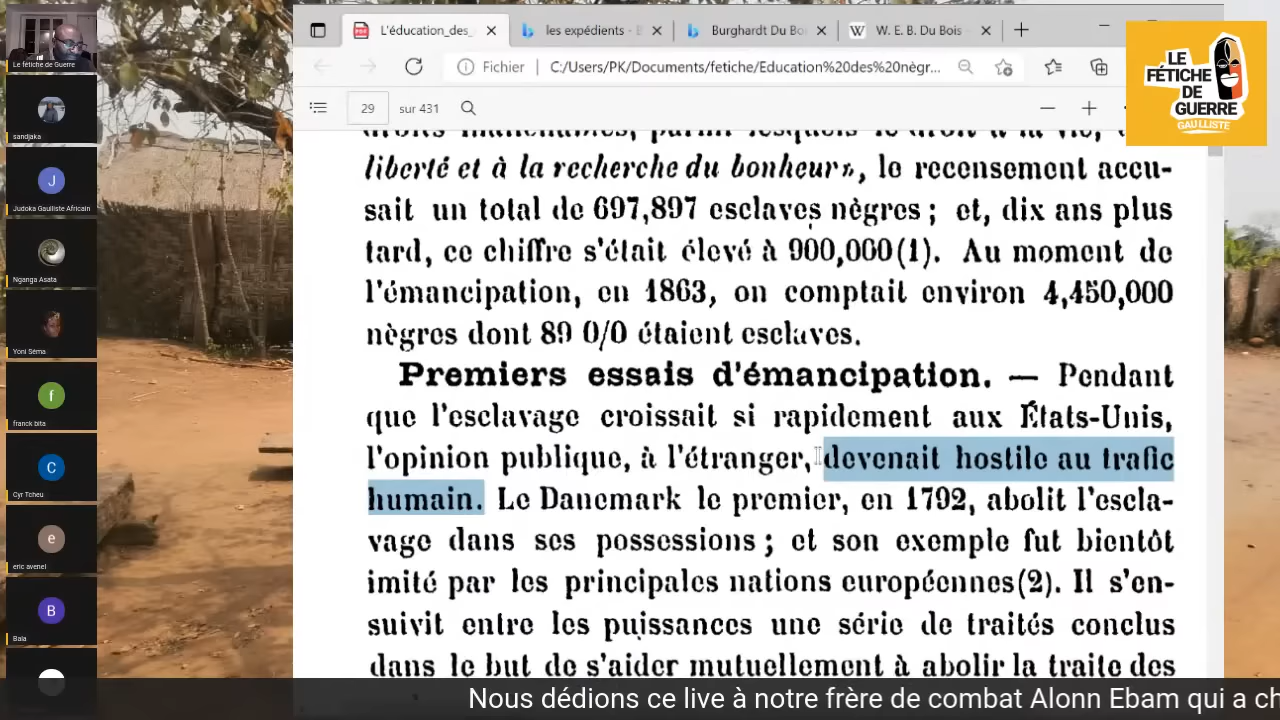 Le fétiche de Guerre
sandjaka
J
Judoka Gaulliste Africain
Nganga Asata
Yoni Séma
f
franck bita
C
Cyr Tcheu
e
eric avenel
B
Bala
L'éducation_des_
les expédients - B
Burghardt Du Bo
W. E. B. Du Bois
Fichier
C:/Users/PK/Documents/fetiche/Education%20des%20nègr...
29 sur 431
LE
FÉTICHE
DE
GUERRE
GAULLISTE
liberté et à la recherche du bonheur», le recensement accu-
sait un total de 697,897 esclaves nègres ; et, dix ans plus
tard, ce chiffre s'était élevé à 900,000(1). Au moment de
l'émancipation, en 1863, on comptait environ 4,450,000
nègres dont 89 0/0 étaient esclaves.
Premiers essais d'émancipation. — Pendant
que l'esclavage croissait si rapidement aux États-Unis,
l'opinion publique, à l'étranger, devenait hostile au trafic
humain. Le Danemark le premier, en 1792, abolit l'escla-
vage dans ses possessions ; et son exemple fut bientôt
imité par les principales nations européennes(2). Il s'en-
suivit entre les puissances une série de traités conclus
dans le but de s'aider mutuellement à abolir la traite des
Nous dédions ce live à notre frère de combat Alonn Ebam qui a ch